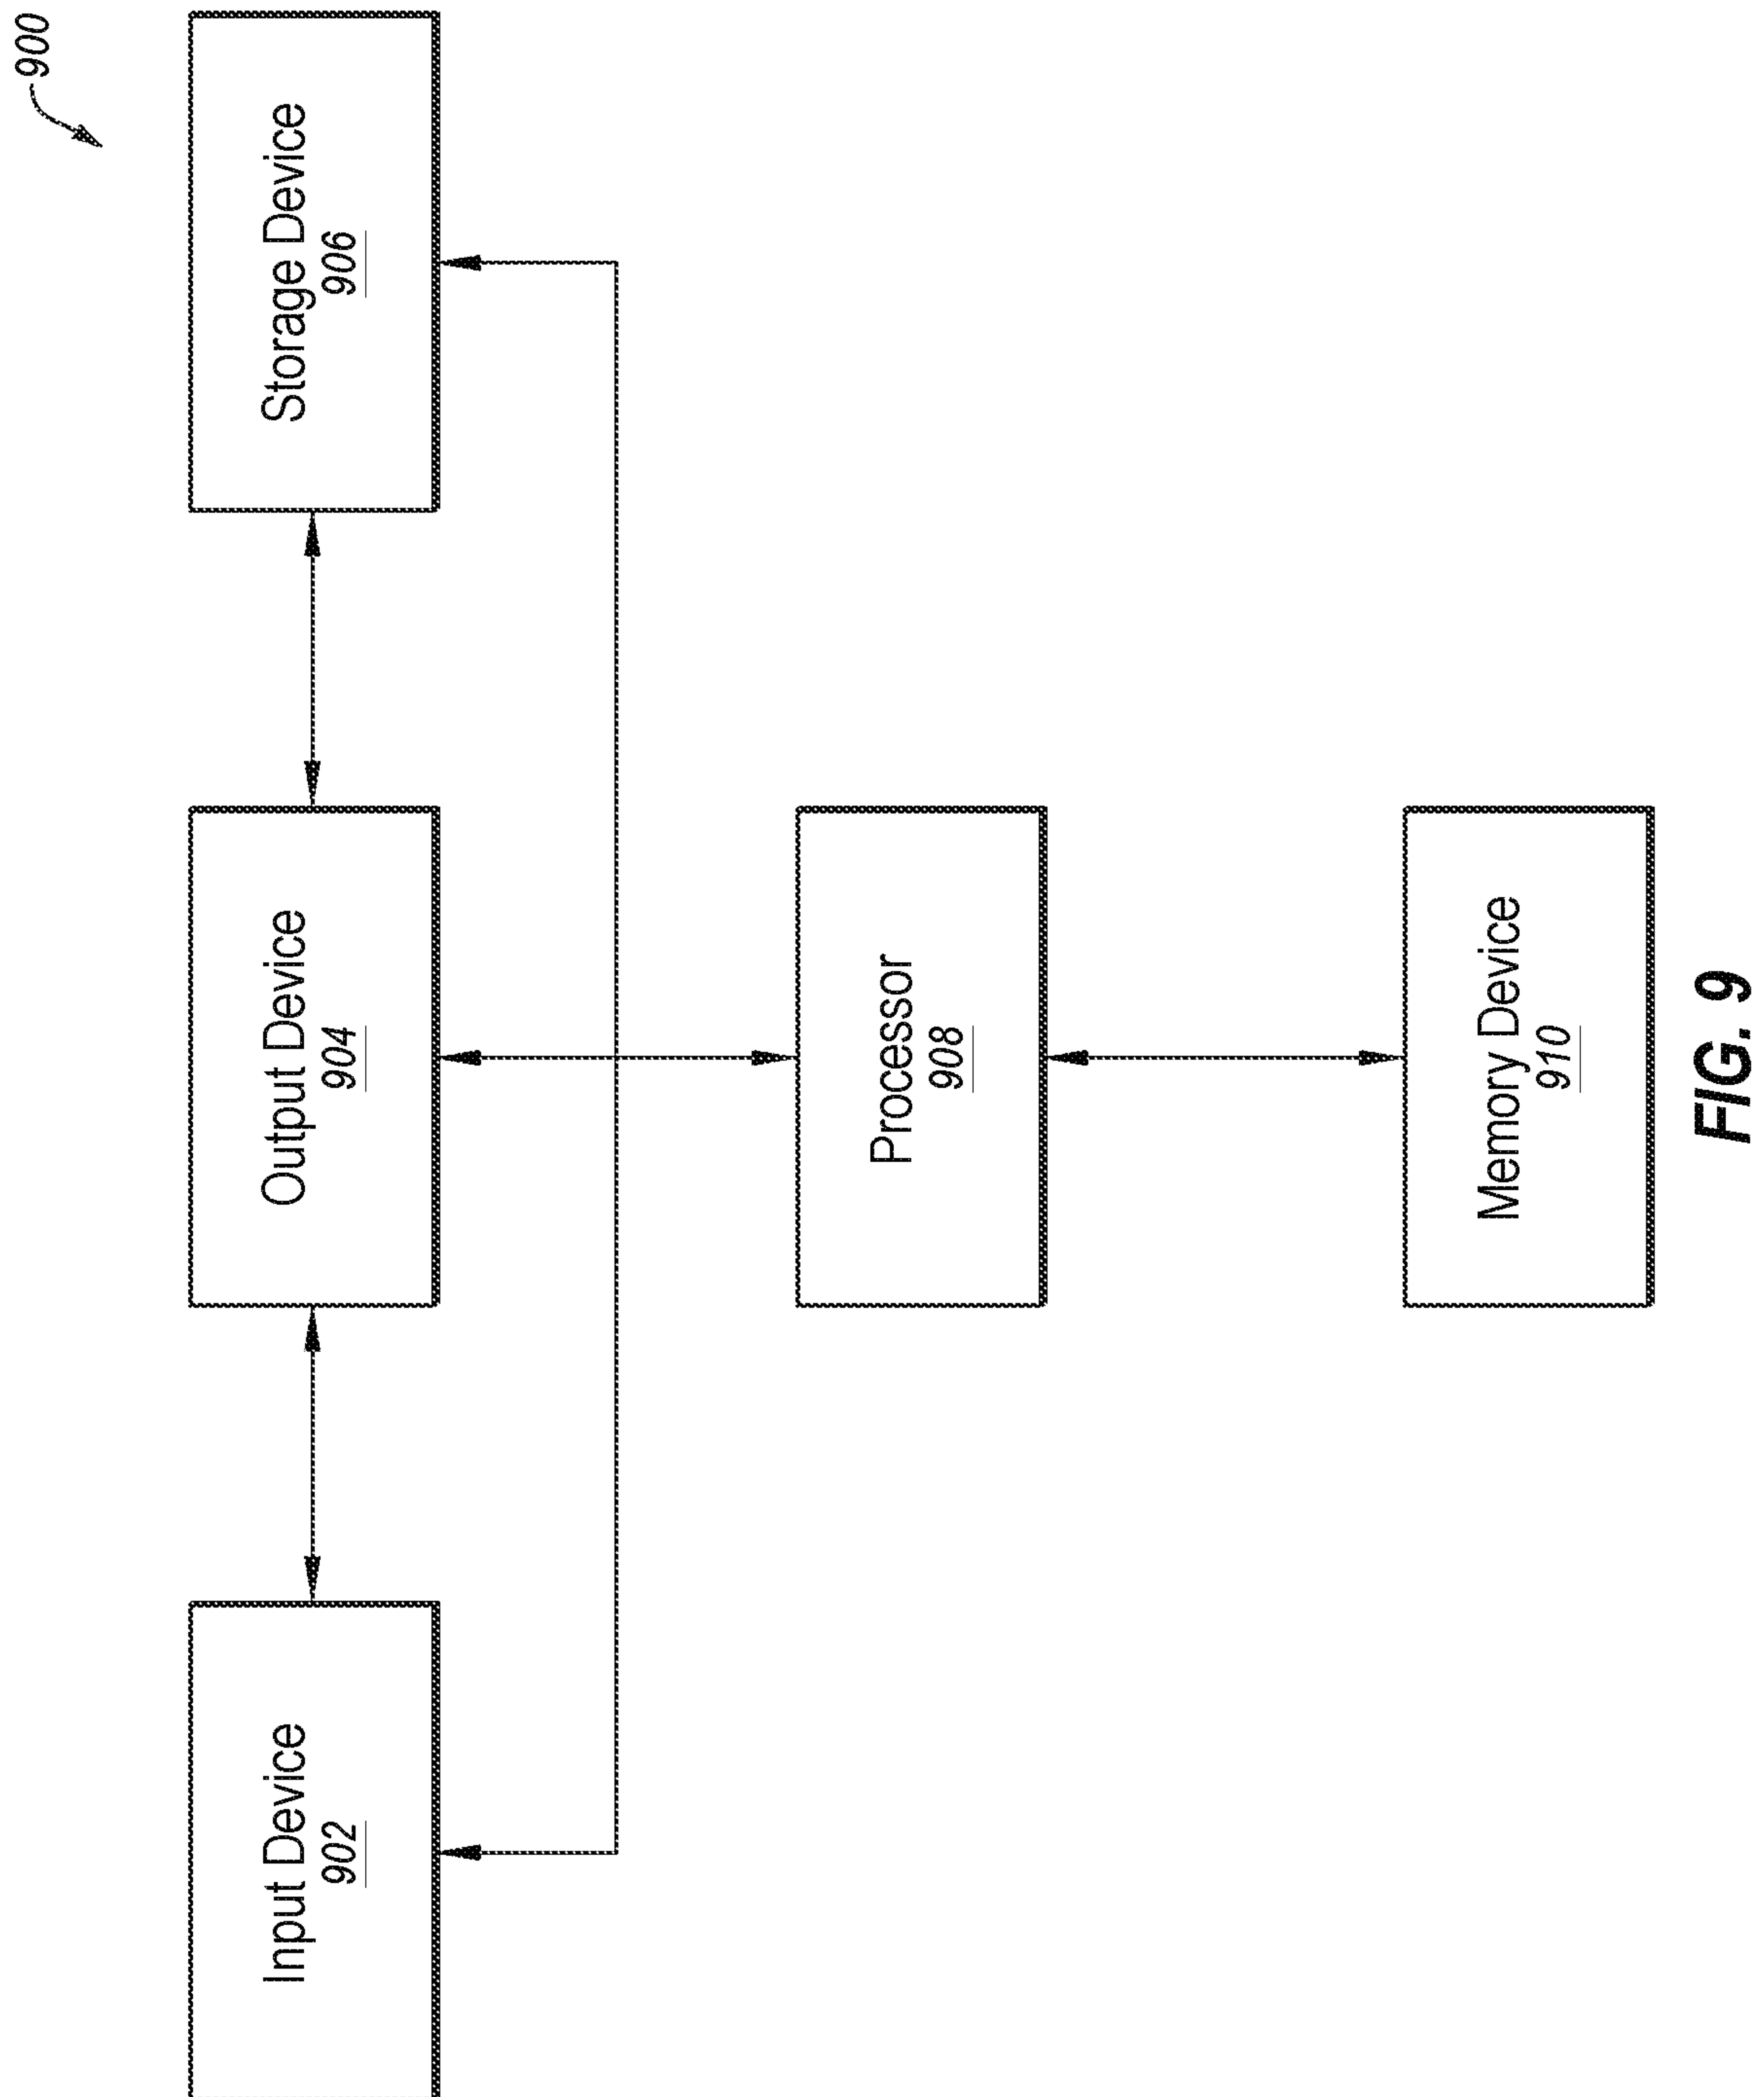 900
Input Device
902
Output Device
904
Storage Device
906
Processor
908
Memory Device
910
FIG. 9